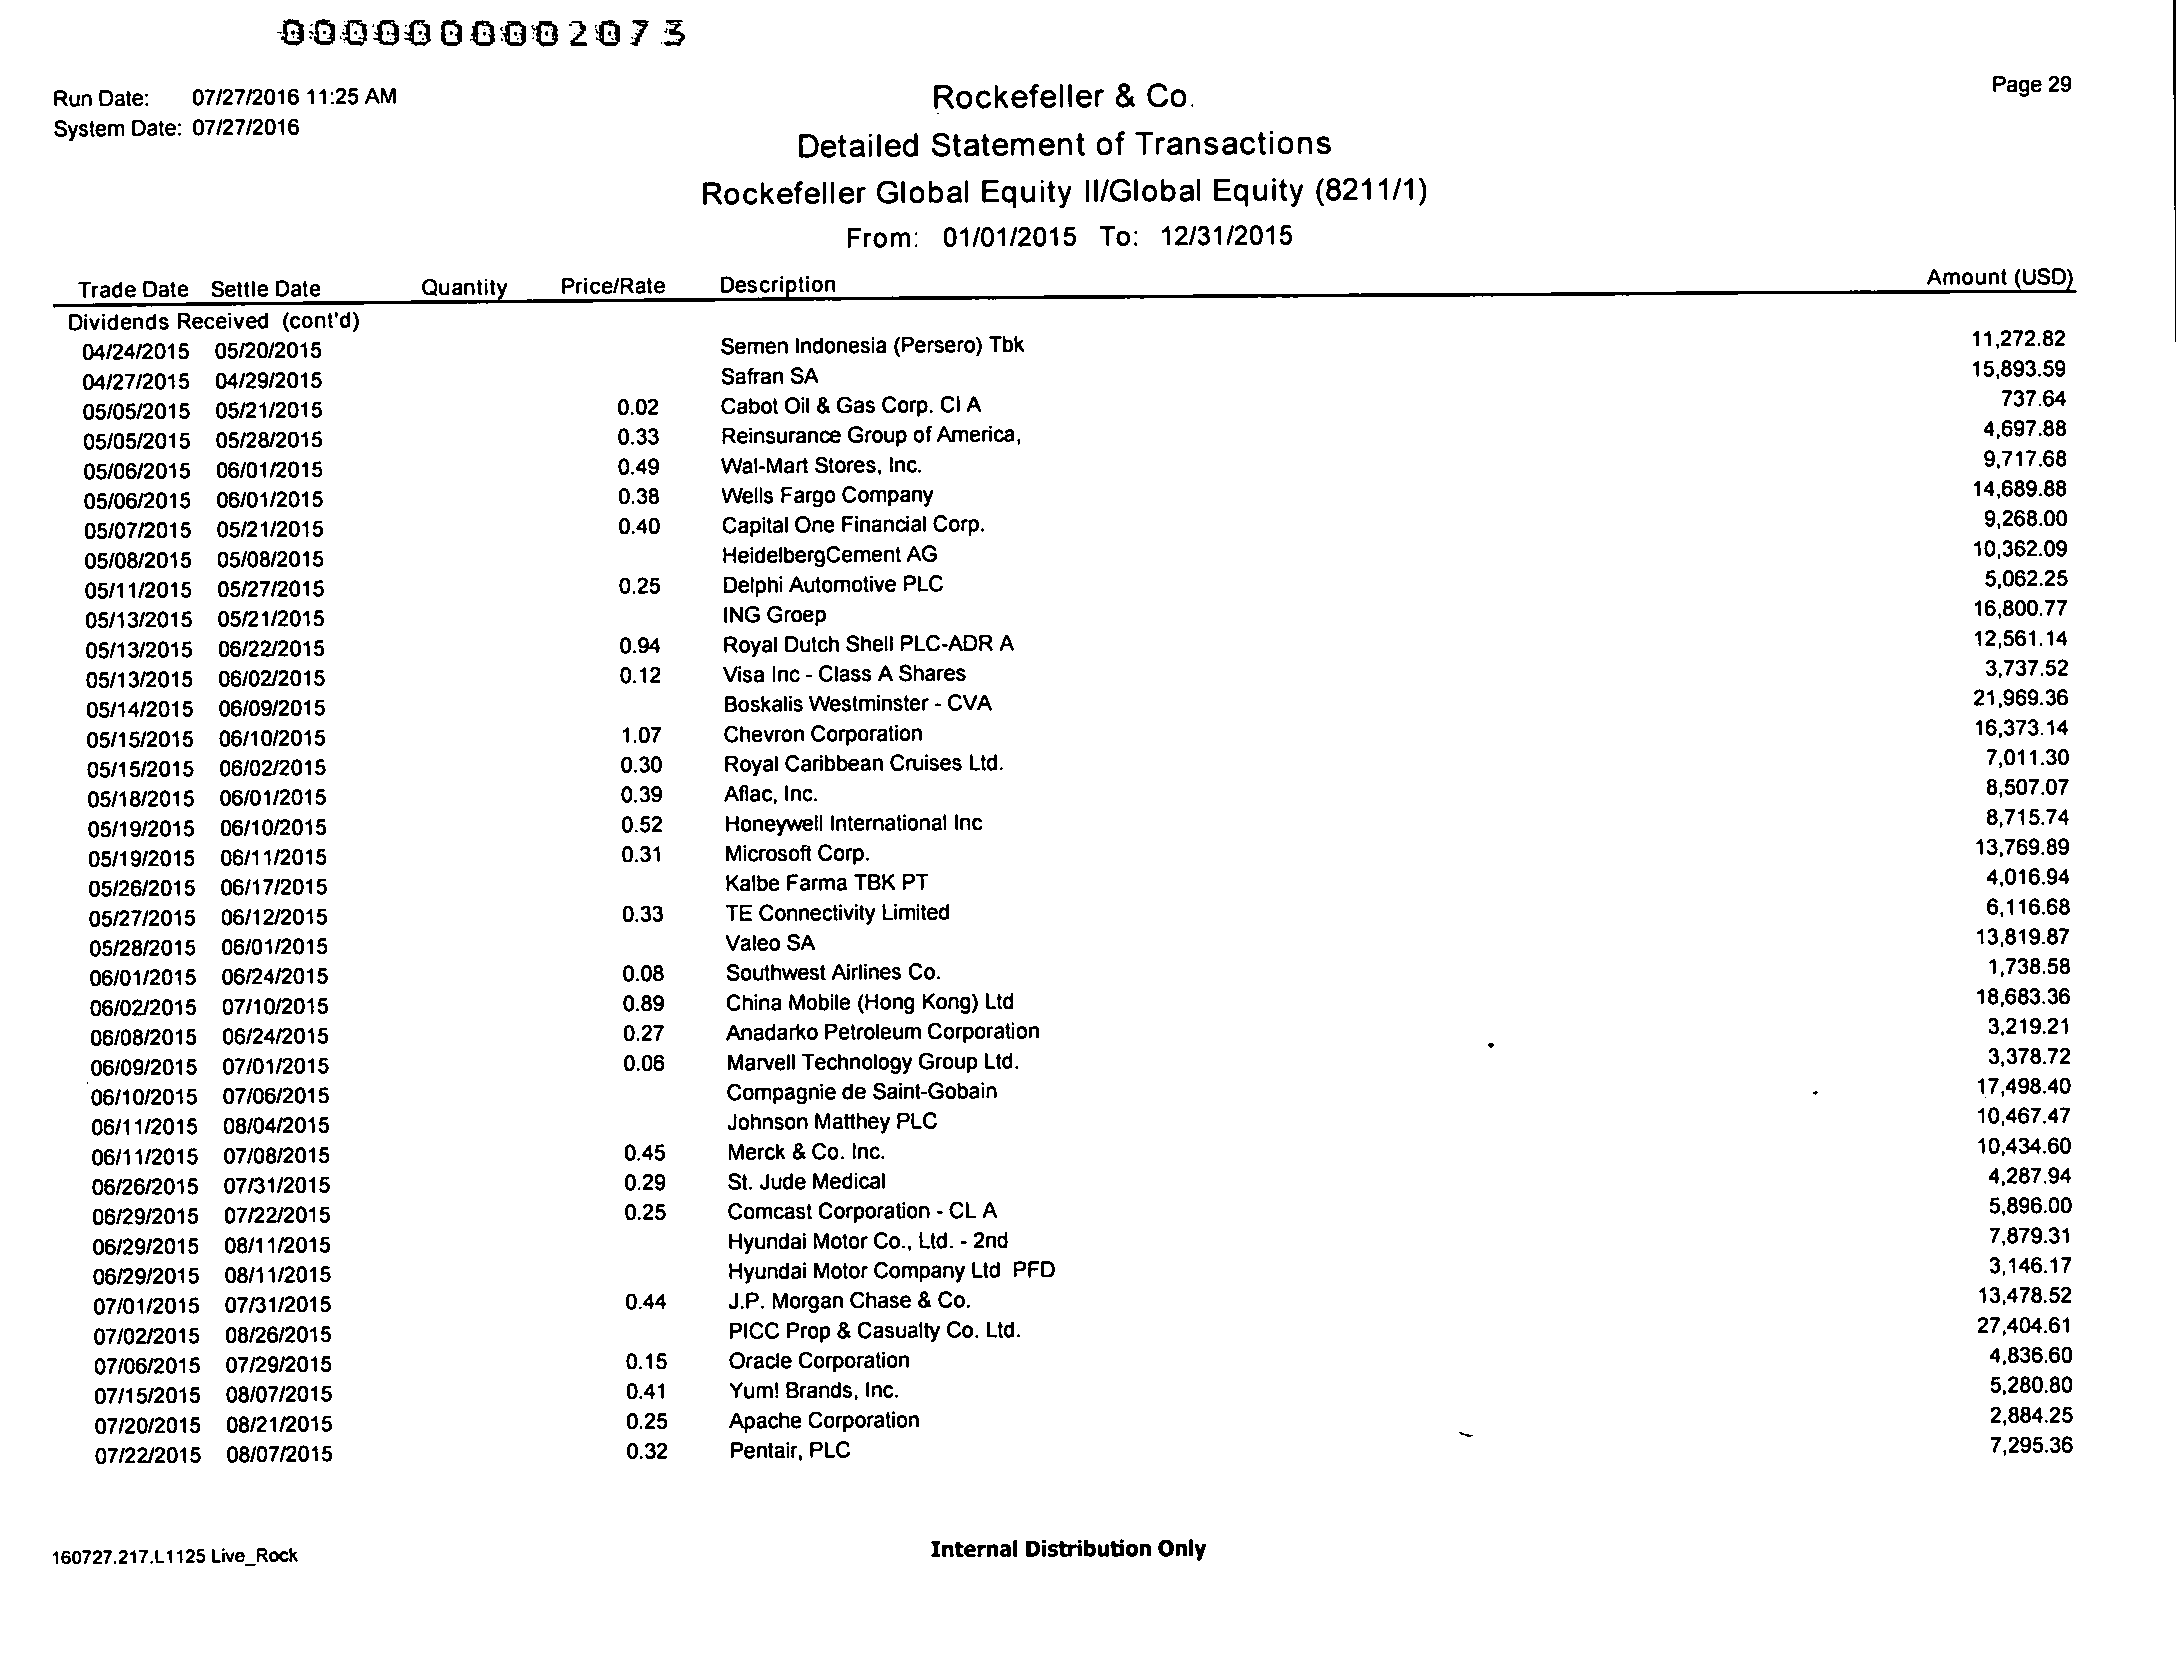 000000002073
Run Date: 07/27/2016 11:25 AM
Rockefeller & Co.
Page 29
System Date: 07/27/2016
Detailed Statement of Transactions
Rockefeller Global Equity II/Global Equity (8211/1)
From: 01/01/2015 To: 12/31/2015
Trade Date Settle Date Quantity Price/Rate Description Amount (USD)
Dividends Received (cont'd)
04/24/2015 05/20/2015 Semen Indonesia (Persero) Tbk 11,272.82
04/27/2015 04/29/2015 Safran SA 15,893.59
05/05/2015 05/21/2015 0.02 Cabot Oil & Gas Corp. Cl A 737.64
05/05/2015 05/28/2015 0.33 Reinsurance Group of America, 4,697.88
05/06/2015 06/01/2015 0.49 Wal-Mart Stores, Inc. 9,717.68
05/06/2015 06/01/2015 0.38 Wells Fargo Company 14,689.88
05/07/2015 05/21/2015 0.40 Capital One Financial Corp. 9,268.00
05/08/2015 05/08/2015 HeidelbergCement AG 10,362.09
05/11/2015 05/27/2015 0.25 Delphi Automotive PLC 5,062.25
05/13/2015 05/21/2015 ING Groep 16,800.77
05/13/2015 06/22/2015 0.94 Royal Dutch Shell PLC-ADR A 12,561.14
05/13/2015 06/02/2015 0.12 Visa Inc - Class A Shares 3,737.52
05/14/2015 06/09/2015 Boskalis Westminster - CVA 21,969.36
05/15/2015 06/10/2015 1.07 Chevron Corporation 16,373.14
05/15/2015 06/02/2015 0.30 Royal Caribbean Cruises Ltd. 7,011.30
05/18/2015 06/01/2015 0.39 Aflac, Inc. 8,507.07
05/19/2015 06/10/2015 0.52 Honeywell International Inc 8,715.74
05/19/2015 06/11/2015 0.31 Microsoft Corp. 13,769.89
05/26/2015 06/17/2015 Kalbe Farma TBK PT 4,016.94
05/27/2015 06/12/2015 0.33 TE Connectivity Limited 6,116.68
05/28/2015 06/01/2015 Valeo SA 13,819.87
06/01/2015 06/24/2015 0.08 Southwest Airlines Co. 1,738.58
06/02/2015 07/10/2015 0.89 China Mobile (Hong Kong) Ltd 18,683.36
06/08/2015 06/24/2015 0.27 Anadarko Petroleum Corporation 3,219.21
06/09/2015 07/01/2015 0.06 Marvell Technology Group Ltd. 3,378.72
06/10/2015 07/06/2015 Compagnie de Saint-Gobain 17,498.40
06/11/2015 08/04/2015 Johnson Matthey PLC 10,467.47
06/11/2015 07/08/2015 0.45 Merck & Co. Inc. 10,434.60
06/26/2015 07/31/2015 0.29 St. Jude Medical 4,287.94
06/29/2015 07/22/2015 0.25 Comcast Corporation - CL A 5,896.00
06/29/2015 08/11/2015 Hyundai Motor Co., Ltd. - 2nd 7,879.31
06/29/2015 08/11/2015 Hyundai Motor Company Ltd PFD 3,146.17
07/01/2015 07/31/2015 0.44 J.P. Morgan Chase & Co. 13,478.52
07/02/2015 08/26/2015 PICC Prop & Casualty Co. Ltd. 27,404.61
07/06/2015 07/29/2015 0.15 Oracle Corporation 4,836.60
07/15/2015 08/07/2015 0.41 Yum! Brands, Inc. 5,280.80
07/20/2015 08/21/2015 0.25 Apache Corporation 2,884.25
07/22/2015 08/07/2015 0.32 Pentair, PLC 7,295.36
160727.217.L1125 Live_Rock
Internal Distribution Only